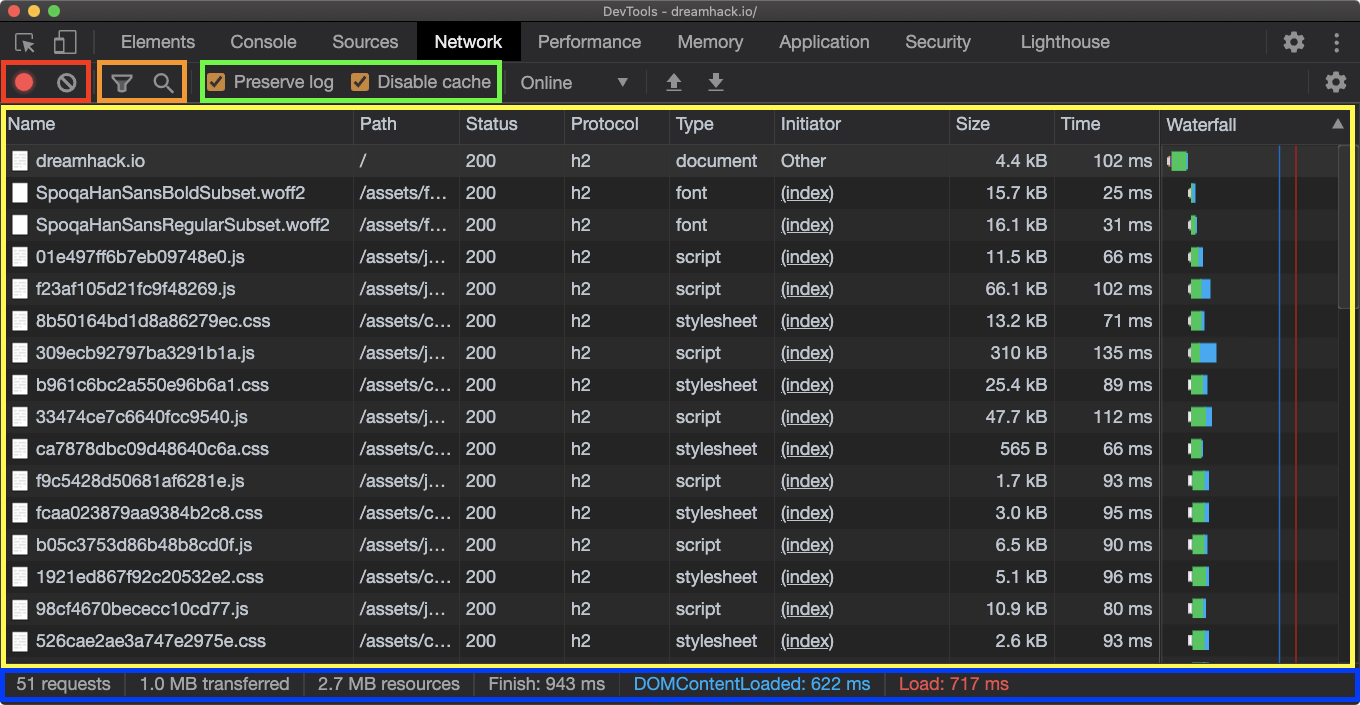 DevTools - dreamhack.io/
Elements Console Sources Network Performance Memory Application Security Lighthouse
Preserve log Disable cache Online
Name Path Status Protocol Type Initiator Size Time Waterfall
dreamhack.io / 200 h2 document Other 4.4 kB 102 ms
SpoqaHanSansBoldSubset.woff2 /assets/f… 200 h2 font (index) 15.7 kB 25 ms
SpoqaHanSansRegularSubset.woff2 /assets/f… 200 h2 font (index) 16.1 kB 31 ms
01e497ff6b7eb09748e0.js /assets/j… 200 h2 script (index) 11.5 kB 66 ms
f23af105d21fc9f48269.js /assets/j… 200 h2 script (index) 66.1 kB 102 ms
8b50164bd1d8a86279ec.css /assets/c… 200 h2 stylesheet (index) 13.2 kB 71 ms
309ecb92797ba3291b1a.js /assets/j… 200 h2 script (index) 310 kB 135 ms
b961c6bc2a550e96b6a1.css /assets/c… 200 h2 stylesheet (index) 25.4 kB 89 ms
33474ce7c6640fcc9540.js /assets/j… 200 h2 script (index) 47.7 kB 112 ms
ca7878dbc09d48640c6a.css /assets/c… 200 h2 stylesheet (index) 565 B 66 ms
f9c5428d50681af6281e.js /assets/j… 200 h2 script (index) 1.7 kB 93 ms
fcaa023879aa9384b2c8.css /assets/c… 200 h2 stylesheet (index) 3.0 kB 95 ms
b05c3753d86b48b8cd0f.js /assets/j… 200 h2 script (index) 6.5 kB 90 ms
1921ed867f92c20532e2.css /assets/c… 200 h2 stylesheet (index) 5.1 kB 96 ms
98cf4670bececc10cd77.js /assets/j… 200 h2 script (index) 10.9 kB 80 ms
526cae2ae3a747e2975e.css /assets/c… 200 h2 stylesheet (index) 2.6 kB 93 ms
51 requests 1.0 MB transferred 2.7 MB resources Finish: 943 ms DOMContentLoaded: 622 ms Load: 717 ms